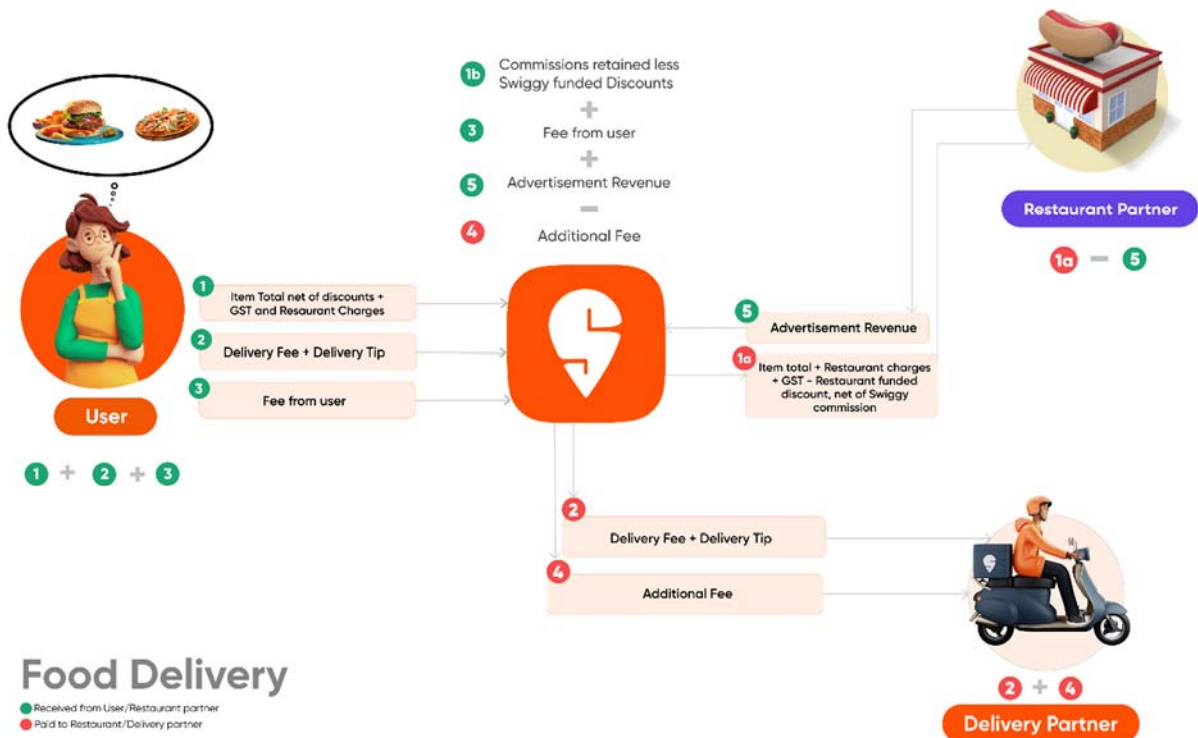 1b
Commissions retained less
Swiggy funded Discounts
+
3
Fee from user
+
5
Advertisement Revenue
−
4
Additional Fee
Restaurant Partner
1a − 5
1
Item Total net of discounts +
GST and Resaurant Charges
2
Delivery Fee + Delivery Tip
3
Fee from user
User
1 + 2 + 3
5
Advertisement Revenue
1a
Item total + Restaurant charges
+ GST - Restaurant funded
discount, net of Swiggy
commission
2
Delivery Fee + Delivery Tip
4
Additional Fee
2 + 4
Delivery Partner
Food Delivery
Received from User/Restaurant partner
Paid to Restaurant/Delivery partner